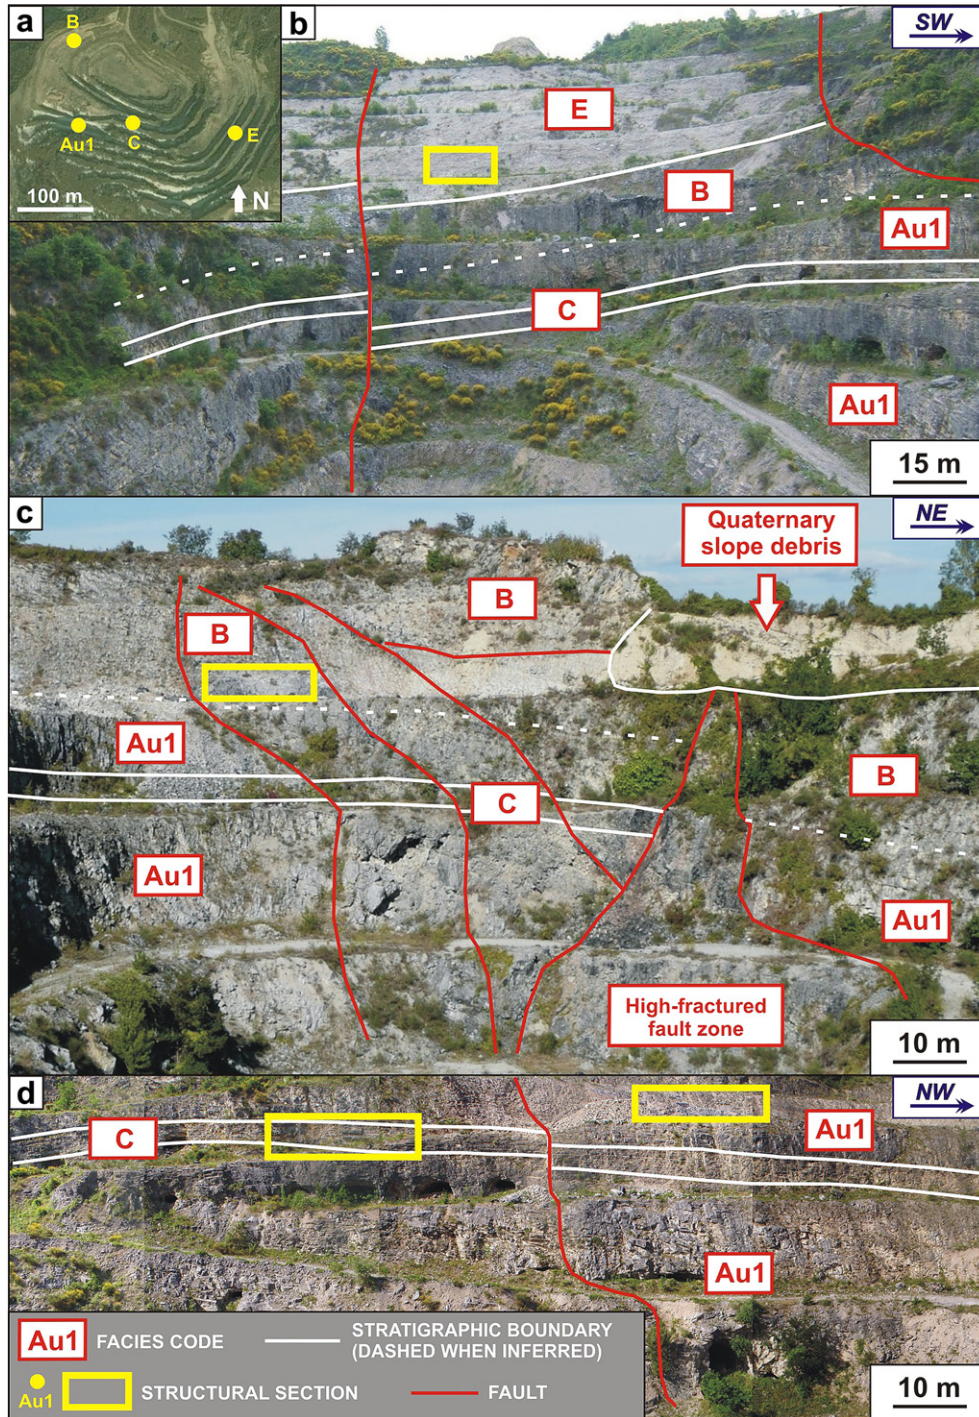 a
B
Au1
C
E
100 m
N
b
SW
E
B
Au1
C
Au1
15 m
c
NE
Quaternary
slope debris
B
B
Au1
B
C
Au1
Au1
High-fractured
fault zone
10 m
d
NW
C
Au1
Au1
Au1 FACIES CODE
STRATIGRAPHIC BOUNDARY
(DASHED WHEN INFERRED)
Au1
STRUCTURAL SECTION
FAULT
10 m